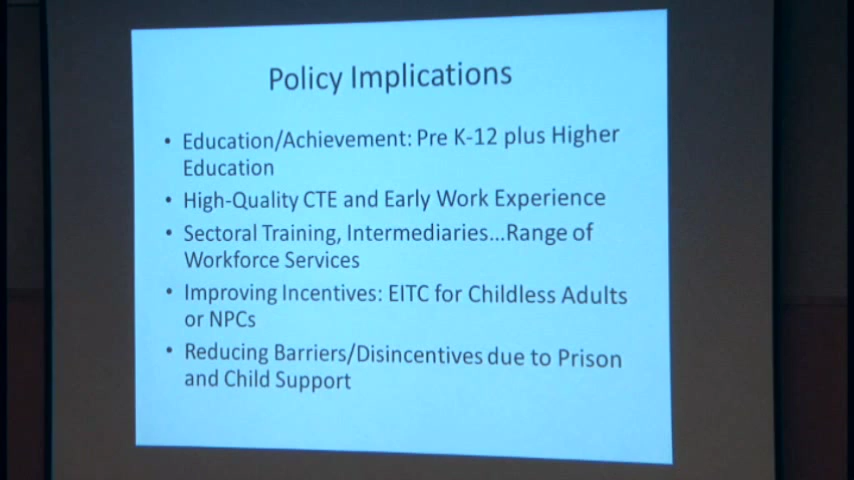 Policy Implications
• Education/Achievement: Pre K-12 plus Higher
Education
• High-Quality CTE and Early Work Experience
• Sectoral Training, Intermediaries...Range of
Workforce Services
• Improving Incentives: EITC for Childless Adults
or NPCs
• Reducing Barriers/Disincentives due to Prison
and Child Support